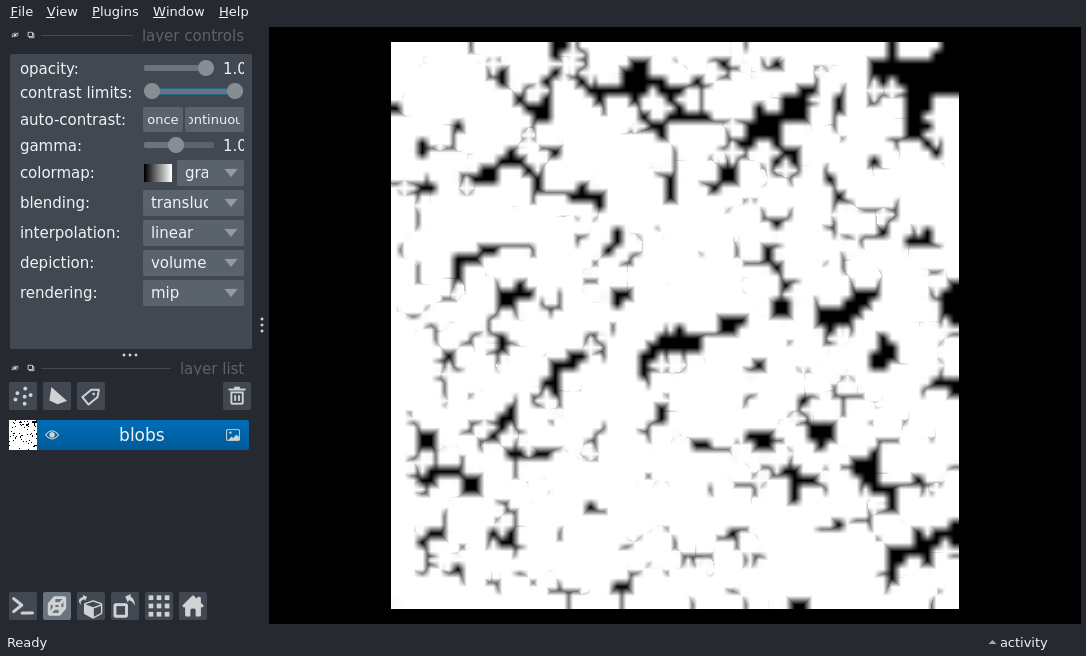 File View Plugins Window Help
layer controls
opacity: 1.0
contrast limits:
auto-contrast: once ontinuou
gamma: 1.0
colormap: gra
blending: transluc
interpolation: linear
depiction: volume
rendering: mip
layer list
blobs
Ready activity